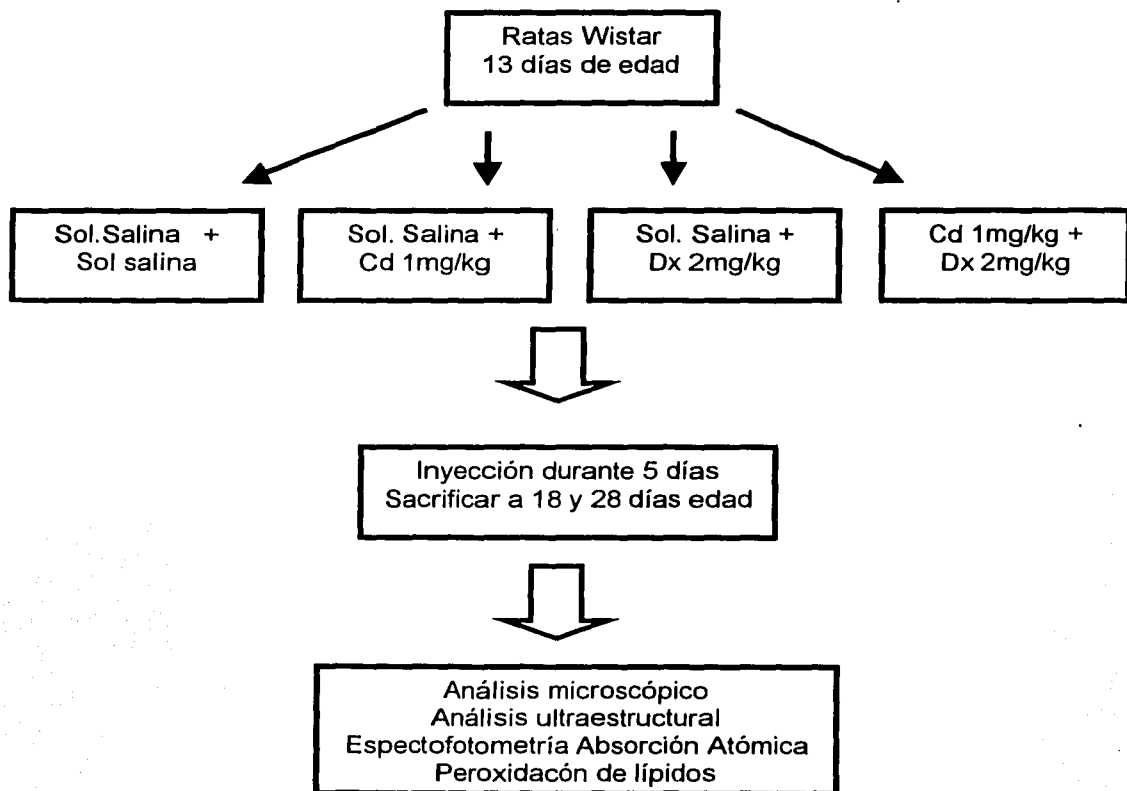 Ratas Wistar
13 días de edad
Sol.Salina +
Sol salina
Sol. Salina +
Cd 1mg/kg
Sol. Salina +
Dx 2mg/kg
Cd 1mg/kg +
Dx 2mg/kg
Inyección durante 5 días
Sacrificar a 18 y 28 días edad
Análisis microscópico
Análisis ultraestructural
Espectofotometría Absorción Atómica
Peroxidacón de lípidos